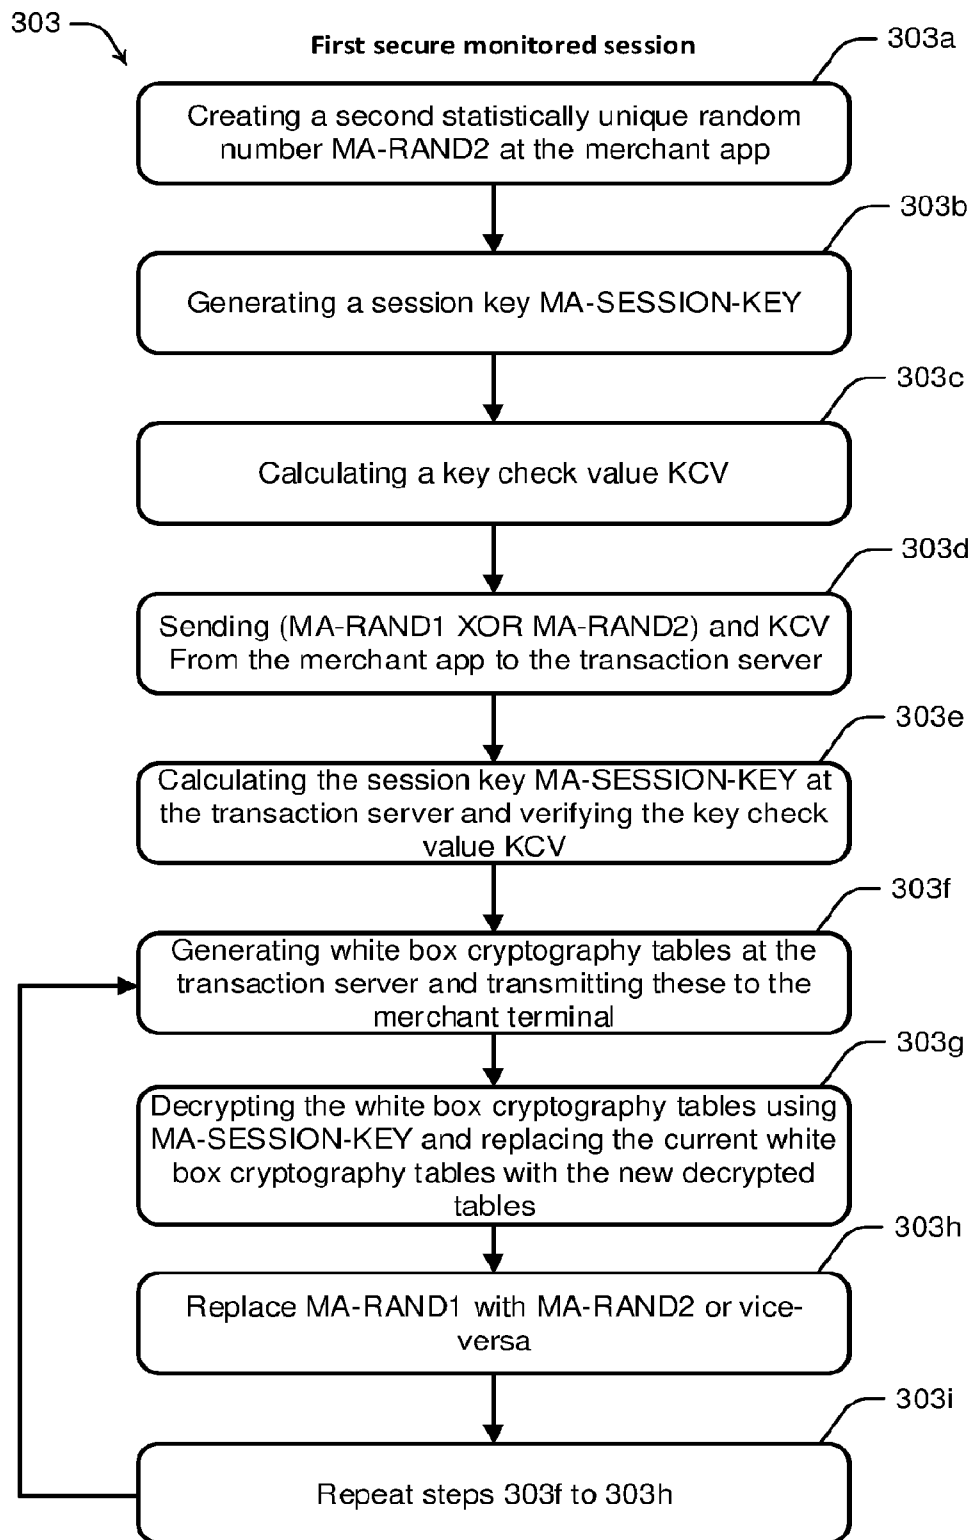 303
First secure monitored session
303a
Creating a second statistically unique random
number MA-RAND2 at the merchant app
303b
Generating a session key MA-SESSION-KEY
303c
Calculating a key check value KCV
303d
Sending (MA-RAND1 XOR MA-RAND2) and KCV
From the merchant app to the transaction server
303e
Calculating the session key MA-SESSION-KEY at
the transaction server and verifying the key check
value KCV
303f
Generating white box cryptography tables at the
transaction server and transmitting these to the
merchant terminal
303g
Decrypting the white box cryptography tables using
MA-SESSION-KEY and replacing the current white
box cryptography tables with the new decrypted
tables
303h
Replace MA-RAND1 with MA-RAND2 or vice-
versa
303i
Repeat steps 303f to 303h